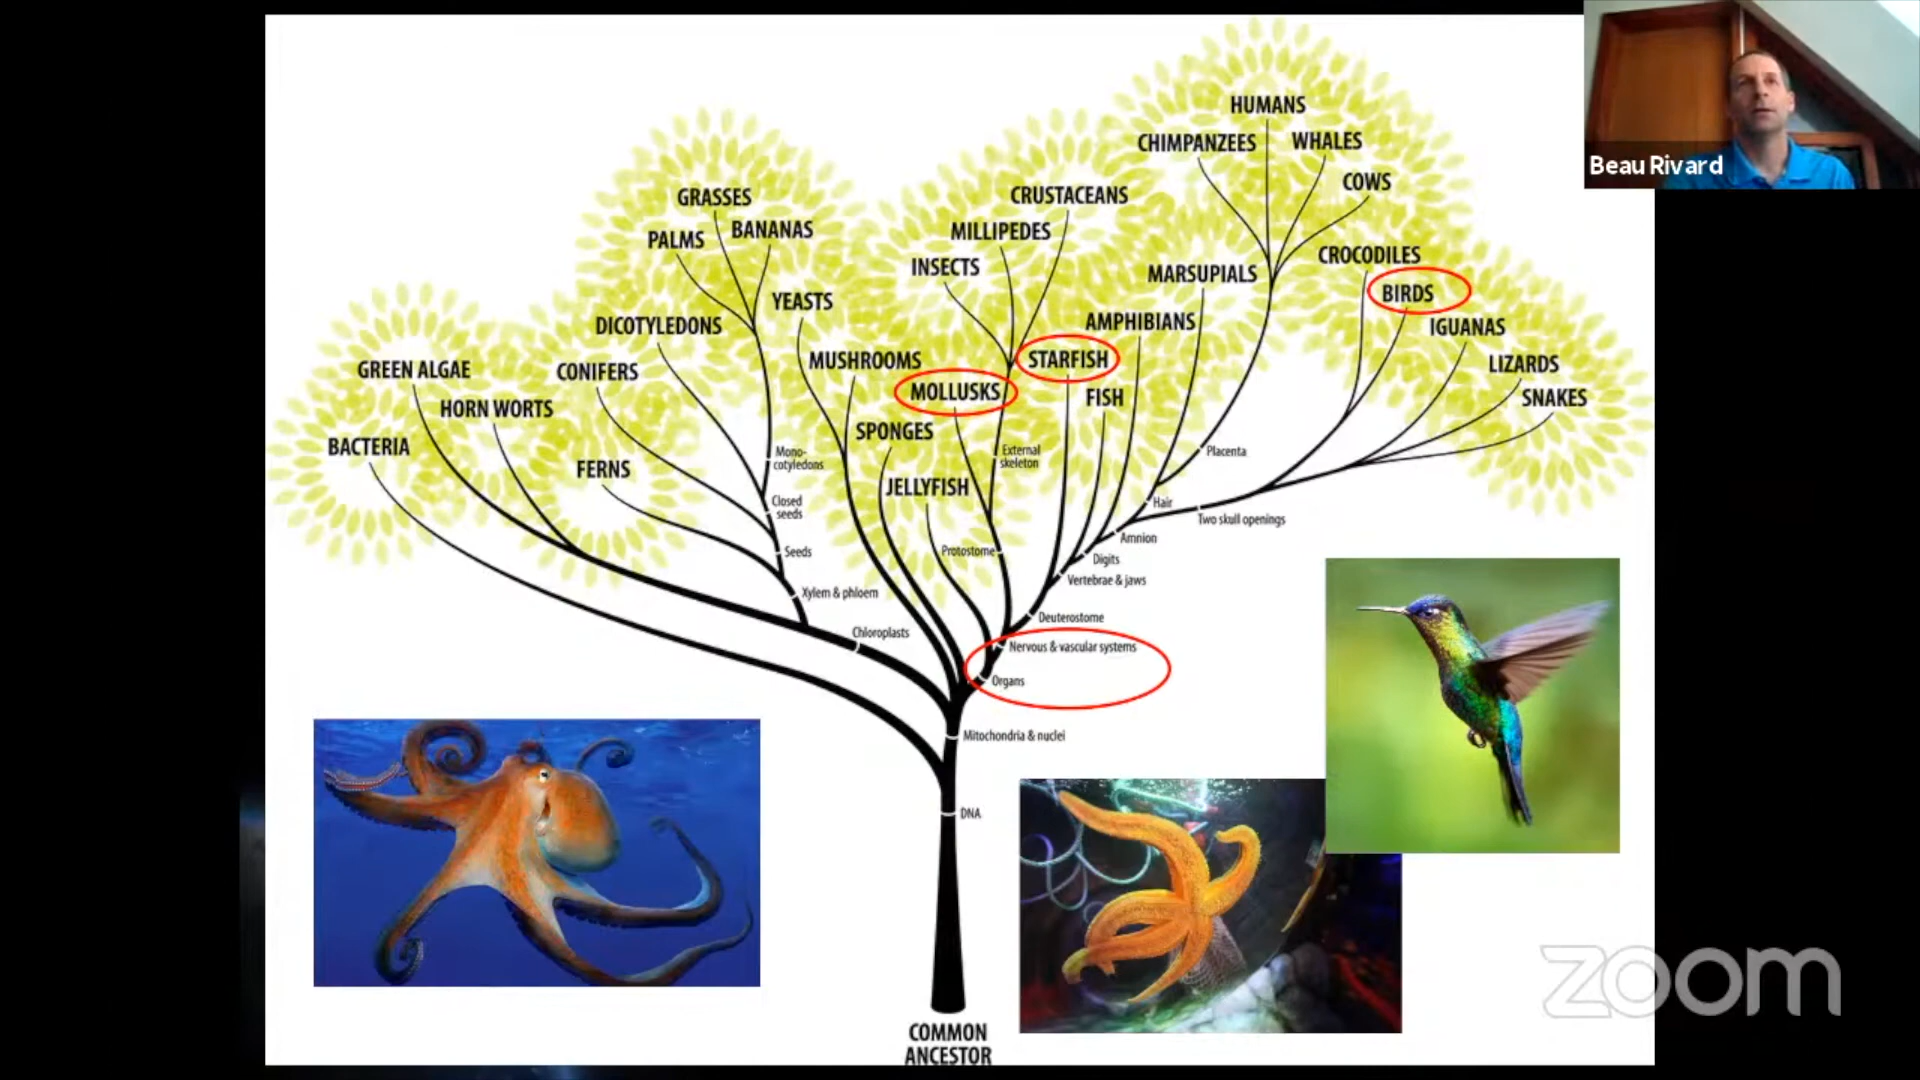 HUMANS
CHIMPANZEES
WHALES
COWS
GRASSES
CRUSTACEANS
PALMS
BANANAS
MILLIPEDES
CROCODILES
INSECTS
MARSUPIALS
BIRDS
YEASTS
DICOTYLEDONS
AMPHIBIANS
IGUANAS
GREEN ALGAE
CONIFERS
MUSHROOMS
STARFISH
LIZARDS
HORN WORTS
MOLLUSKS
FISH
SNAKES
BACTERIA
SPONGES
FERNS
JELLYFISH
Mono-
cotyledons
External
skeleton
Placenta
Closed
seeds
Hair
Two skull openings
Seeds
Protostome
Amnion
Digits
Vertebrae & jaws
Xylem & phloem
Deuterostome
Chloroplasts
Nervous & vascular systems
Organs
Mitochondria & nuclei
DNA
COMMON
ANCESTOR
Beau Rivard
zoom